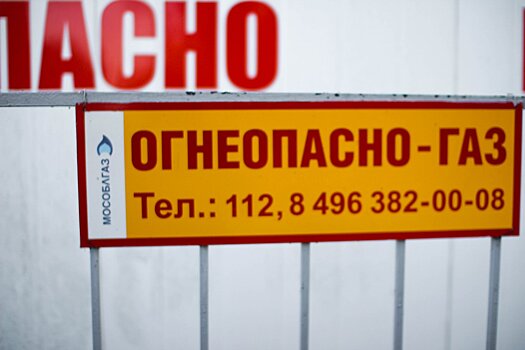 ПАСНО
МОСОБЛГАЗ
ОГНЕОПАСНО-ГАЗ
Тел.: 112, 8 496 382-00-08